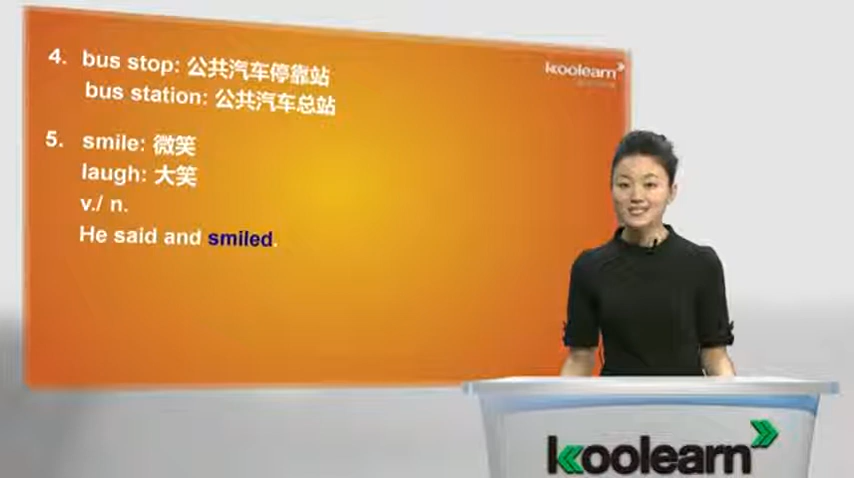 4. bus stop: 公共汽车停靠站
bus station: 公共汽车总站
5. smile: 微笑
laugh: 大笑
v./ n.
He said and smiled.
koolearn
koolearn